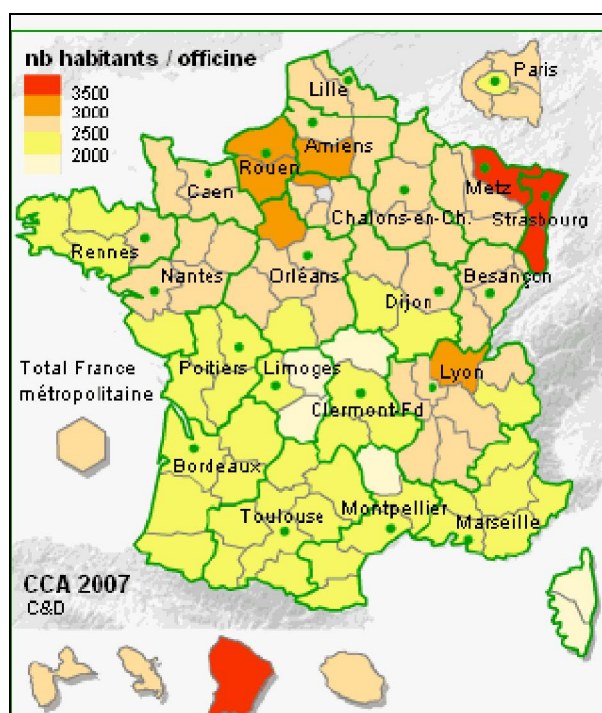 nb habitants / officine
3500
3000
2500
2000
Paris
Lille
Amiens
Rouen
Caen
Metz
Chalons-en-Ch.
Strasbourg
Rennes
Nantes
Orléans
Besançon
Dijon
Poitiers
Limoges
Lyon
Clermont Fd
Total France
métropolitaine
Bordeaux
Toulouse
Montpellier
Marseille
CCA 2007
C&D